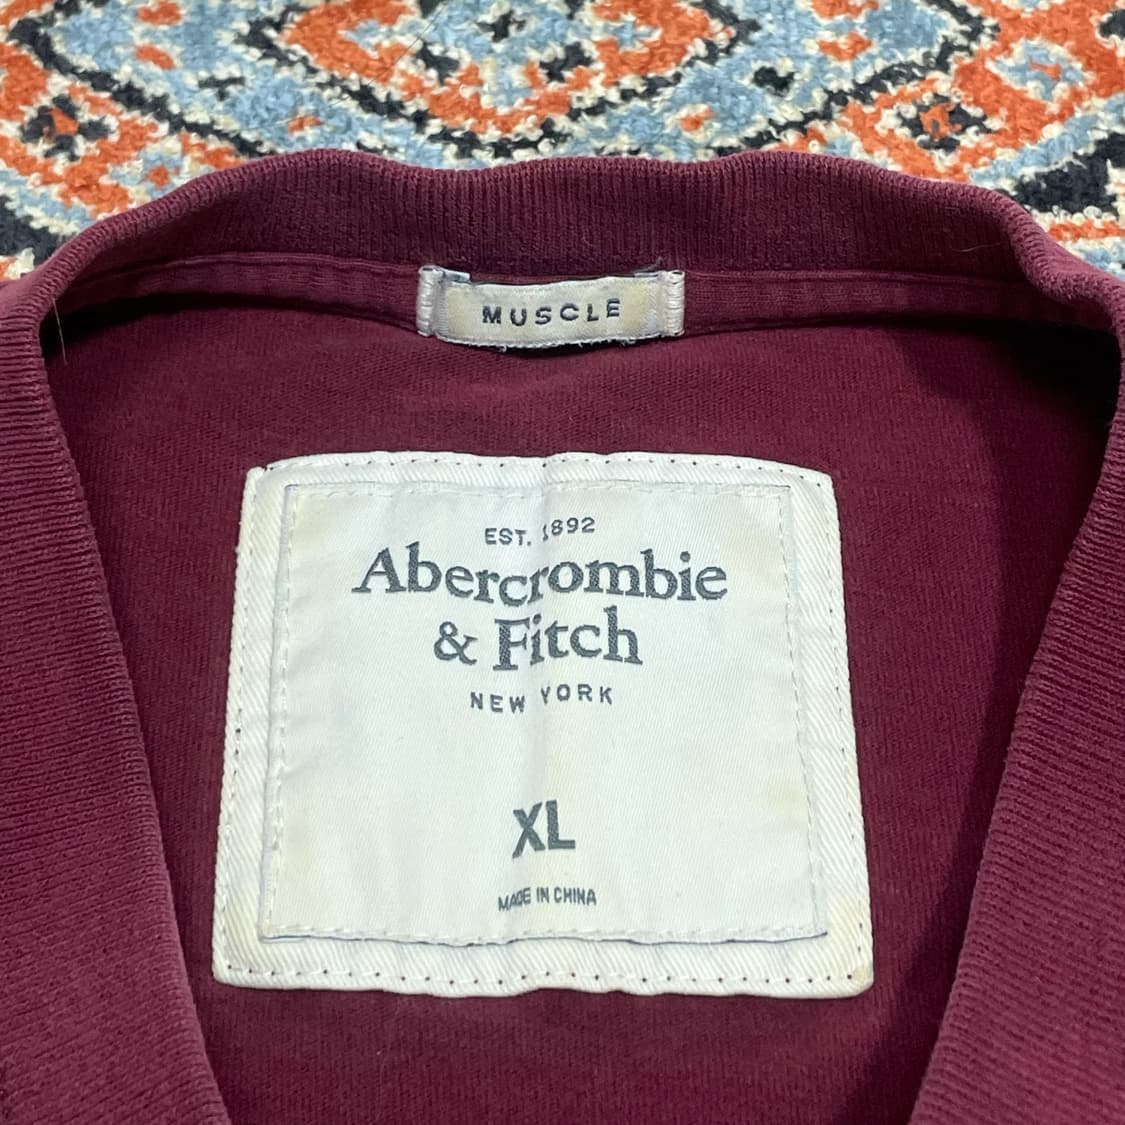 MUSCLE
EST. 1892
Abercrombie
& Fitch
NEW YORK
XL
MADE IN CHINA